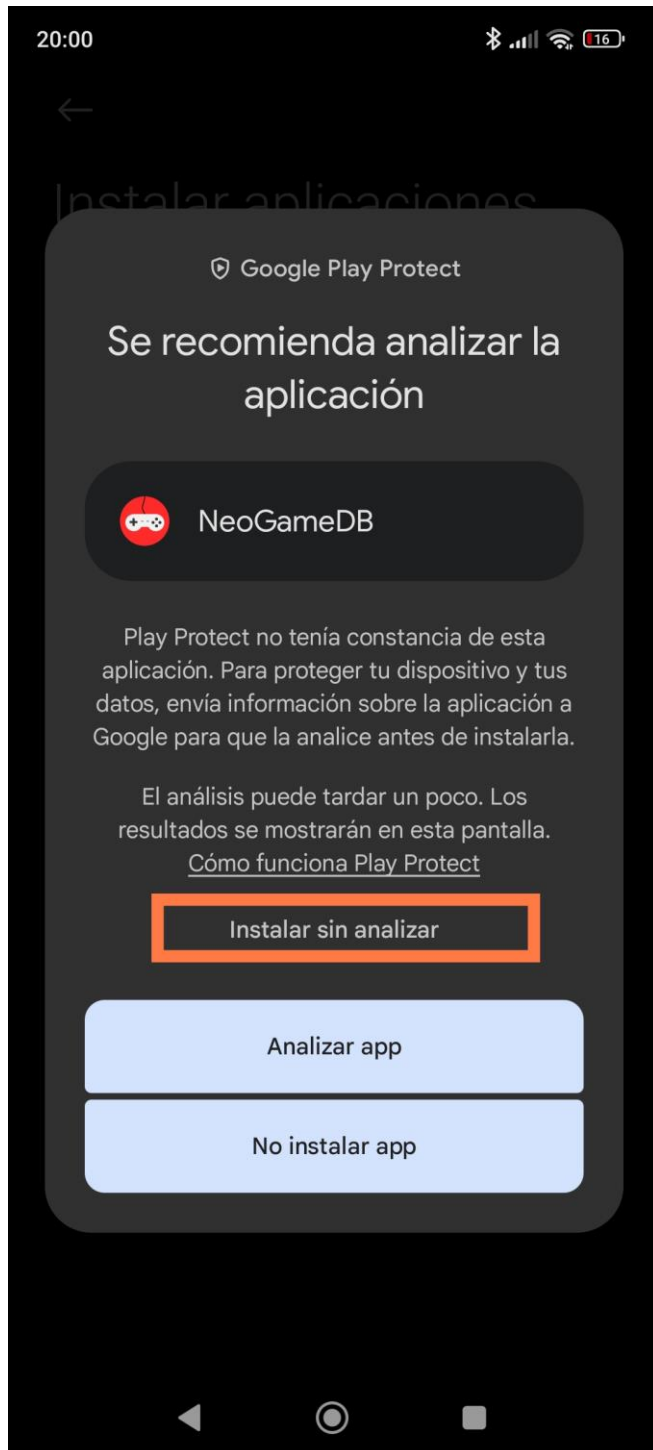 20:00
16
Instalar aplicaciones
Google Play Protect
Se recomienda analizar la
aplicación
NeoGameDB
Play Protect no tenía constancia de esta
aplicación. Para proteger tu dispositivo y tus
datos, envía información sobre la aplicación a
Google para que la analice antes de instalarla.
El análisis puede tardar un poco. Los
resultados se mostrarán en esta pantalla.
Cómo funciona Play Protect
Instalar sin analizar
Analizar app
No instalar app